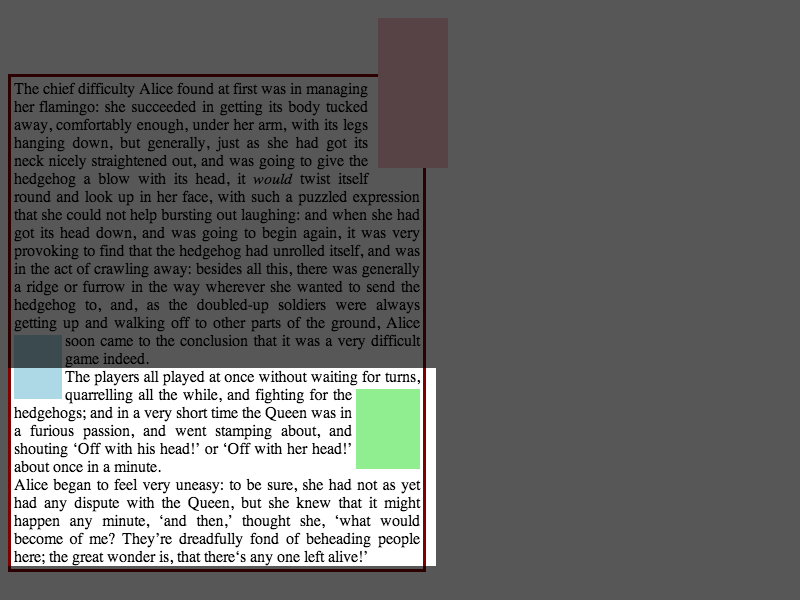 The chief difficulty Alice found at first was in managing
her flamingo: she succeeded in getting its body tucked
away, comfortably enough, under her arm, with its legs
hanging down, but generally, just as she had got its
neck nicely straightened out, and was going to give the
hedgehog a blow with its head, it would twist itself
round and look up in her face, with such a puzzled expression
that she could not help bursting out laughing: and when she had
got its head down, and was going to begin again, it was very
provoking to find that the hedgehog had unrolled itself, and was
in the act of crawling away: besides all this, there was generally
a ridge or furrow in the way wherever she wanted to send the
hedgehog to, and, as the doubled-up soldiers were always
getting up and walking off to other parts of the ground, Alice
soon came to the conclusion that it was a very difficult
game indeed.
The players all played at once without waiting for turns,
quarrelling all the while, and fighting for the
hedgehogs; and in a very short time the Queen was in
a furious passion, and went stamping about, and
shouting ‘Off with his head!’ or ‘Off with her head!’
about once in a minute.
Alice began to feel very uneasy: to be sure, she had not as yet
had any dispute with the Queen, but she knew that it might
happen any minute, ‘and then,’ thought she, ‘what would
become of me? They’re dreadfully fond of beheading people
here; the great wonder is, that there‘s any one left alive!’